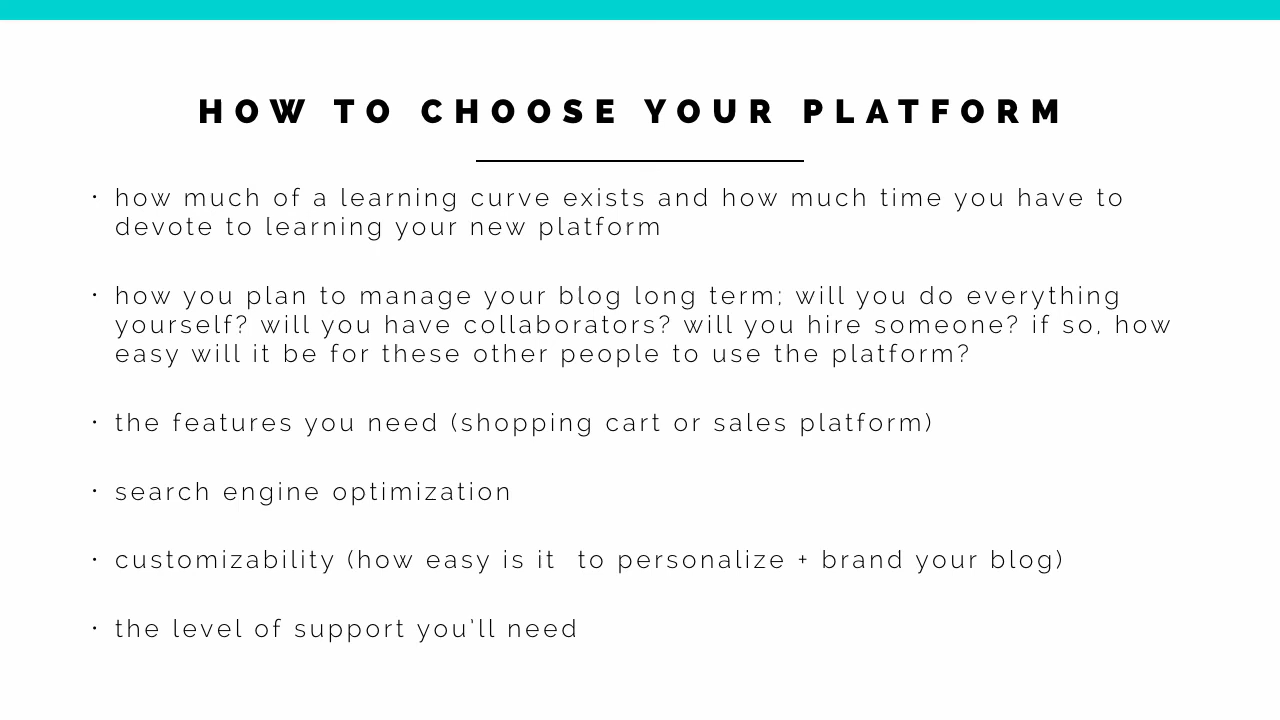 HOW TO CHOOSE YOUR PLATFORM
· how much of a learning curve exists and how much time you have to
devote to learning your new platform
· how you plan to manage your blog long term; will you do everything
yourself? will you have collaborators? will you hire someone? if so, how
easy will it be for these other people to use the platform?
· the features you need (shopping cart or sales platform)
· search engine optimization
· customizability (how easy is it  to personalize + brand your blog)
· the level of support you'll need